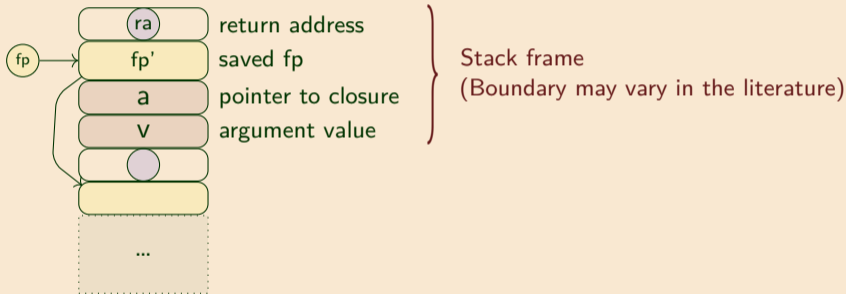 ra return address
fp fp' saved fp
a pointer to closure
v argument value
...
Stack frame
(Boundary may vary in the literature)